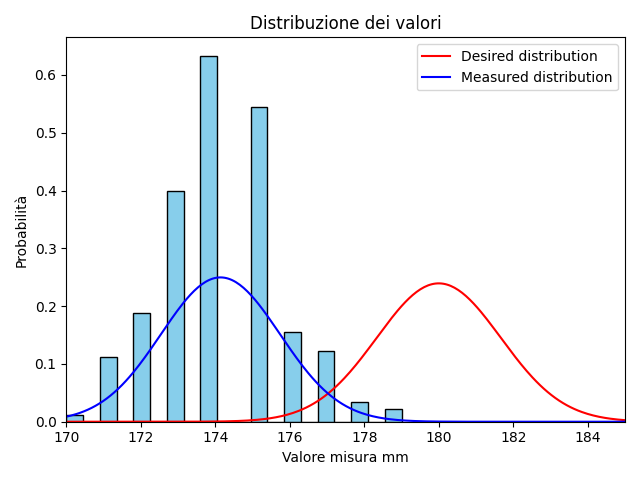 Distribuzione dei valori
Desired distribution
Measured distribution
Probabilità
0.6
0.5
0.4
0.3
0.2
0.1
0.0
170 172 174 176 178 180 182 184
Valore misura mm